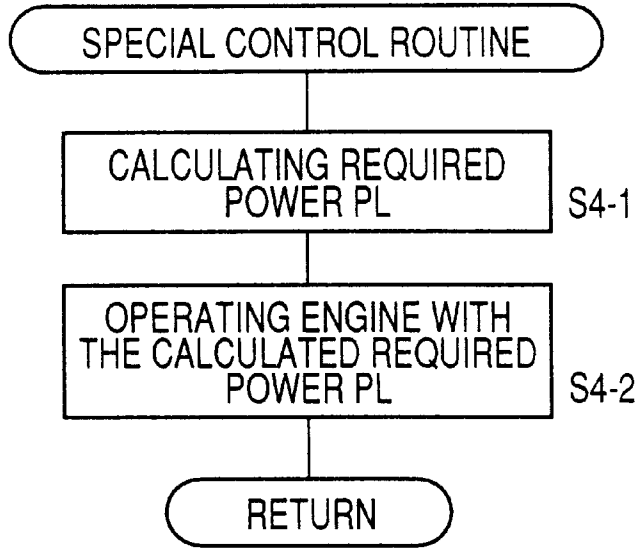 SPECIAL CONTROL ROUTINE
CALCULATING REQUIRED
POWER PL
S4-1
OPERATING ENGINE WITH
THE CALCULATED REQUIRED
POWER PL
S4-2
RETURN